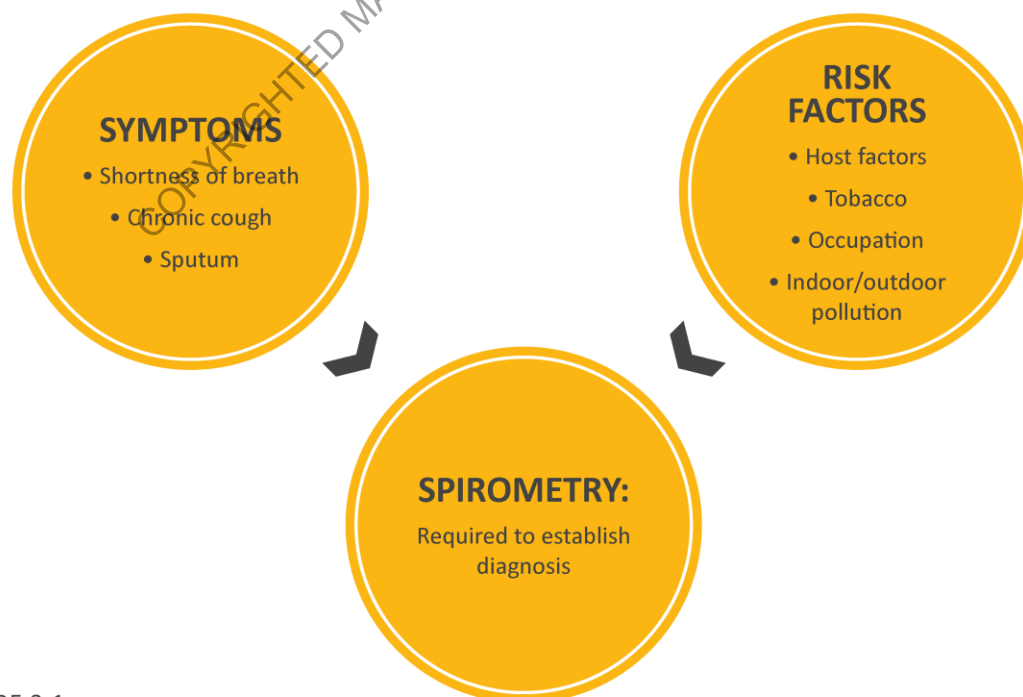 SYMPTOMS
• Shortness of breath
• Chronic cough
• Sputum
RISK
FACTORS
• Host factors
• Tobacco
• Occupation
• Indoor/outdoor
pollution
SPIROMETRY:
Required to establish
diagnosis
COPYRIGHTED